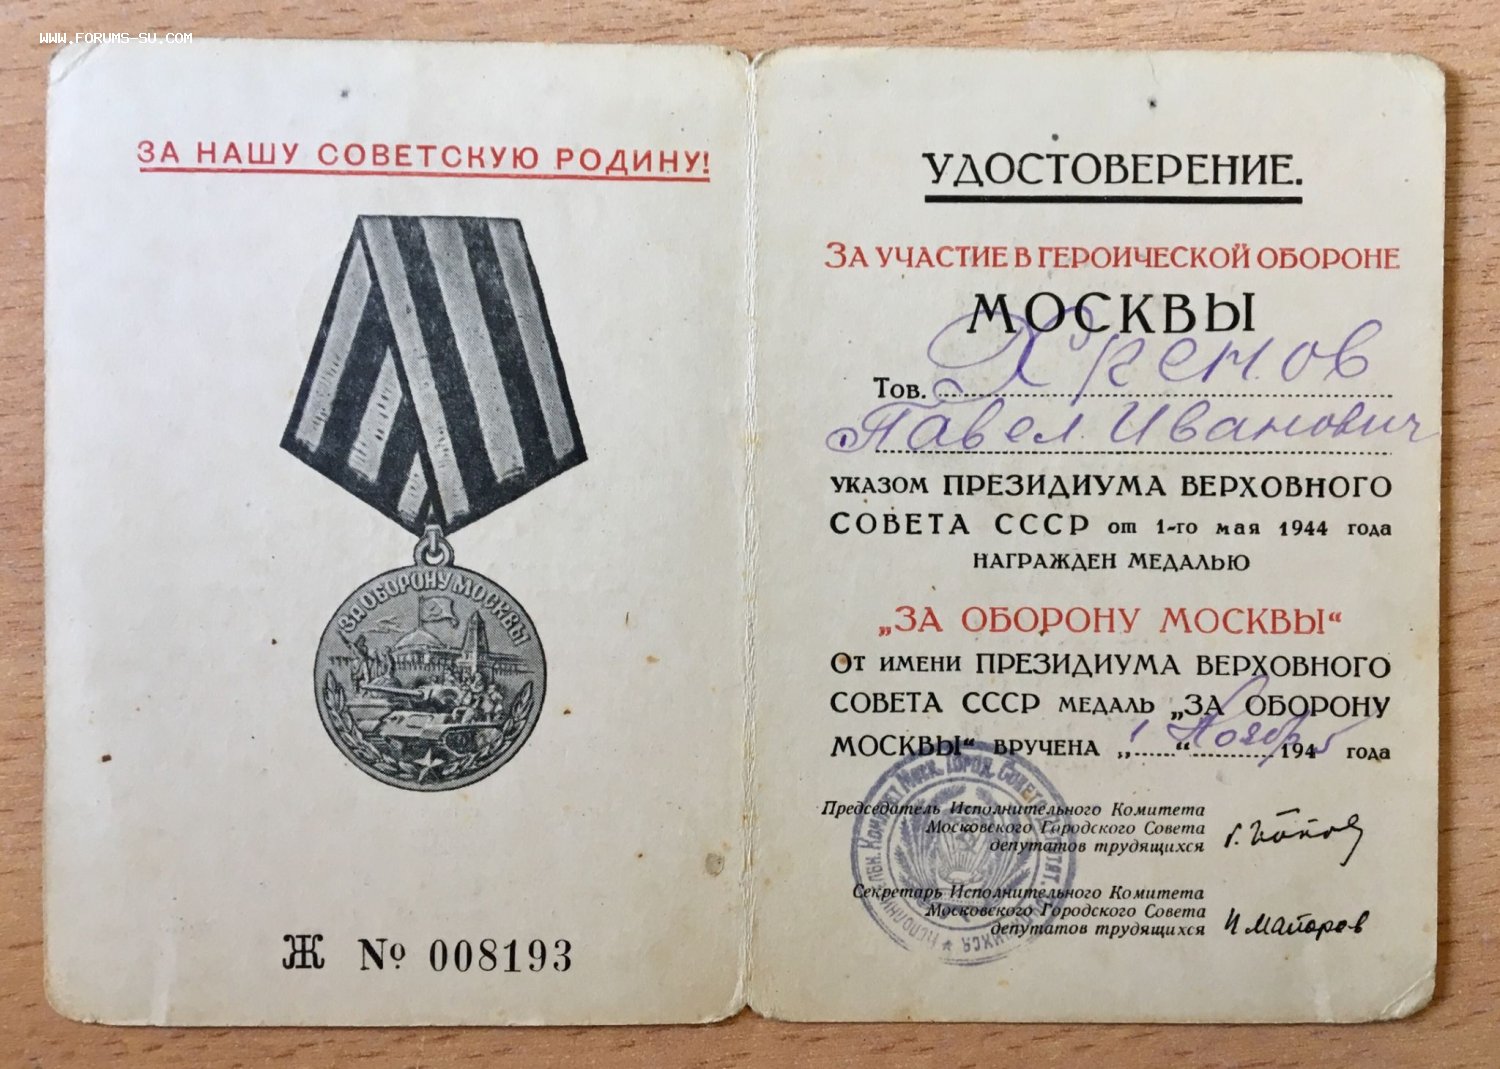 WWW.FORUMS-SU.COM
ЗА НАШУ СОВЕТСКУЮ РОДИНУ!
ЗА ОБОРОНУ МОСКВЫ
Ж № 008193
УДОСТОВЕРЕНИЕ.
ЗА УЧАСТИЕ В ГЕРОИЧЕСКОЙ ОБОРОНЕ
МОСКВЫ
Тов. Хренов
Павел Иванович
УКАЗОМ ПРЕЗИДИУМА ВЕРХОВНОГО
СОВЕТА СССР от 1-го мая 1944 года
НАГРАЖДЕН МЕДАЛЬЮ
„ЗА ОБОРОНУ МОСКВЫ“
ОТ ИМЕНИ ПРЕЗИДИУМА ВЕРХОВНОГО
СОВЕТА СССР МЕДАЛЬ „ЗА ОБОРОНУ
МОСКВЫ“ ВРУЧЕНА „1“ Ноябр 1945 года
Председатель Исполнительного Комитета
Московского Городского Совета
депутатов трудящихся
Г. Попов
Секретарь Исполнительного Комитета
Московского Городского Совета
депутатов трудящихся
П Майоров